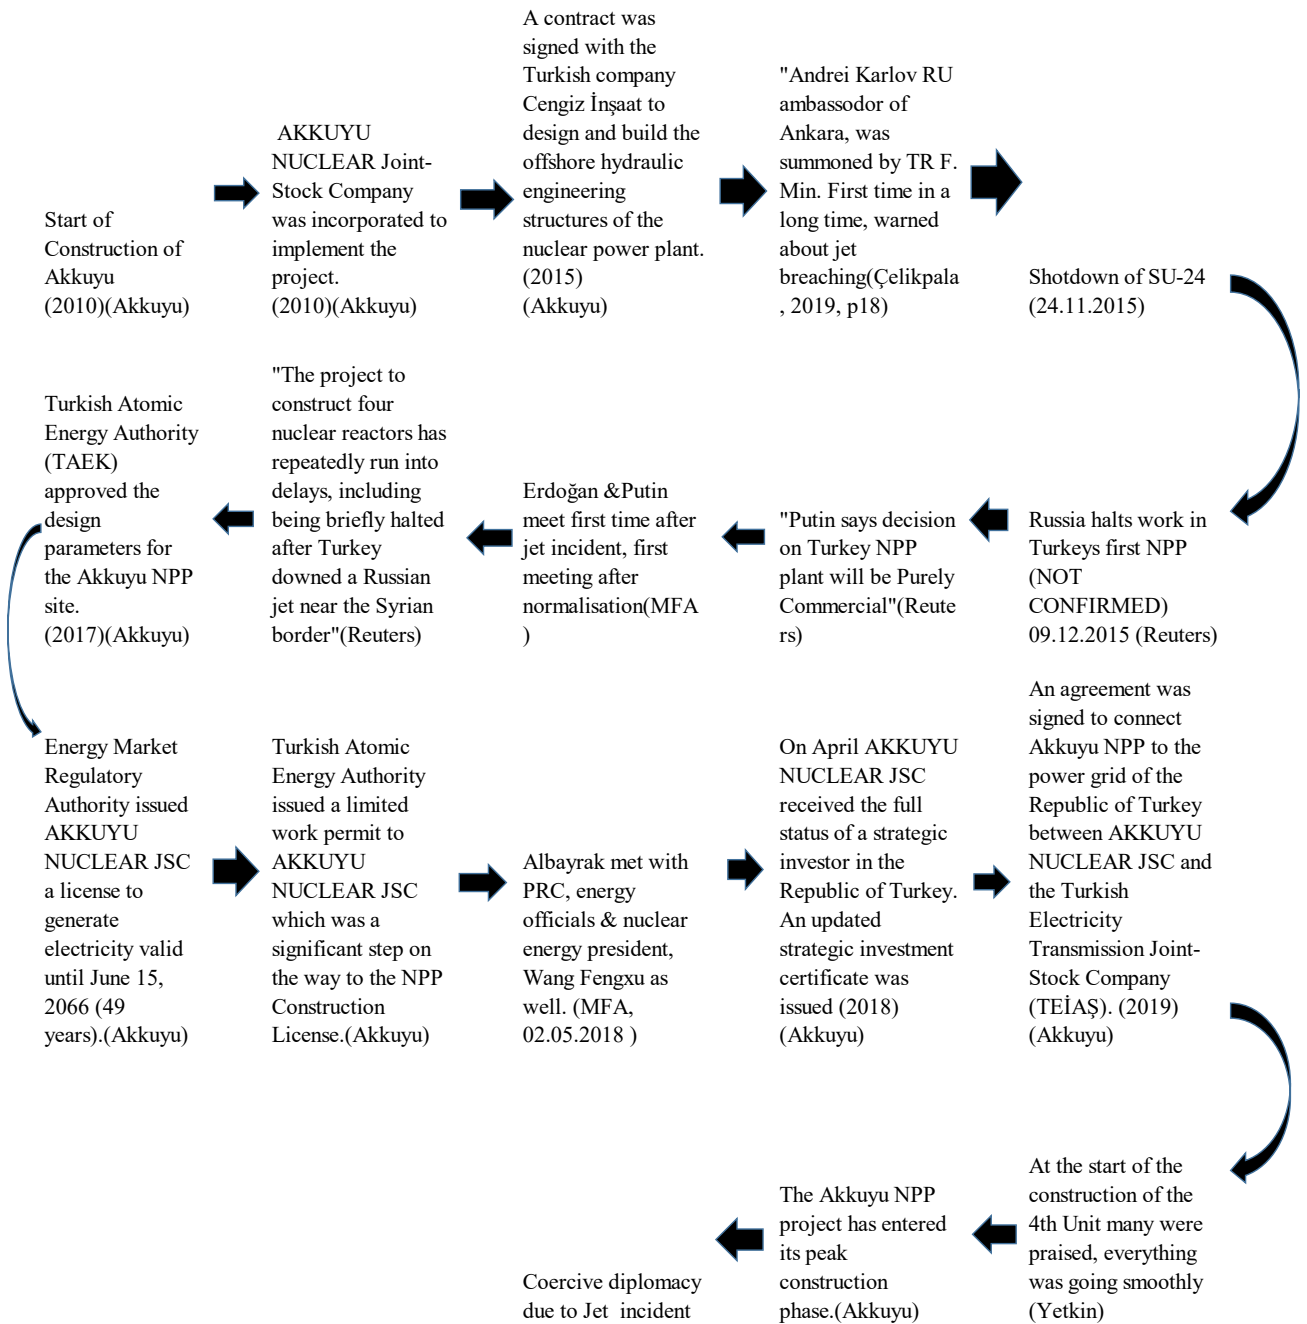 Start of
Construction of
Akkuyu
(2010)(Akkuyu)
AKKUYU
NUCLEAR Joint-
Stock Company
was incorporated to
implement the
project.
(2010)(Akkuyu)
A contract was
signed with the
Turkish company
Cengiz İnşaat to
design and build the
offshore hydraulic
engineering
structures of the
nuclear power plant.
(2015)
(Akkuyu)
"Andrei Karlov RU
ambassodor of
Ankara, was
summoned by TR F.
Min. First time in a
long time, warned
about jet
breaching(Çelikpala
, 2019, p18)
Shotdown of SU-24
(24.11.2015)
Russia halts work in
Turkeys first NPP
(NOT
CONFIRMED)
09.12.2015 (Reuters)
"Putin says decision
on Turkey NPP
plant will be Purely
Commercial"(Reute
rs)
Erdoğan &Putin
meet first time after
jet incident, first
meeting after
normalisation(MFA
)
"The project to
construct four
nuclear reactors has
repeatedly run into
delays, including
being briefly halted
after Turkey
downed a Russian
jet near the Syrian
border"(Reuters)
Turkish Atomic
Energy Authority
(TAEK)
approved the
design
parameters for
the Akkuyu NPP
site.
(2017)(Akkuyu)
Energy Market
Regulatory
Authority issued
AKKUYU
NUCLEAR JSC
a license to
generate
electricity valid
until June 15,
2066 (49
years).(Akkuyu)
Turkish Atomic
Energy Authority
issued a limited
work permit to
AKKUYU
NUCLEAR JSC
which was a
significant step on
the way to the NPP
Construction
License.(Akkuyu)
Albayrak met with
PRC, energy
officials & nuclear
energy president,
Wang Fengxu as
well. (MFA,
02.05.2018 )
On April AKKUYU
NUCLEAR JSC
received the full
status of a strategic
investor in the
Republic of Turkey.
An updated
strategic investment
certificate was
issued (2018)
(Akkuyu)
An agreement was
signed to connect
Akkuyu NPP to the
power grid of the
Republic of Turkey
between AKKUYU
NUCLEAR JSC and
the Turkish
Electricity
Transmission Joint-
Stock Company
(TEİAŞ). (2019)
(Akkuyu)
At the start of the
construction of the
4th Unit many were
praised, everything
was going smoothly
(Yetkin)
The Akkuyu NPP
project has entered
its peak
construction
phase.(Akkuyu)
Coercive diplomacy
due to Jet  incident